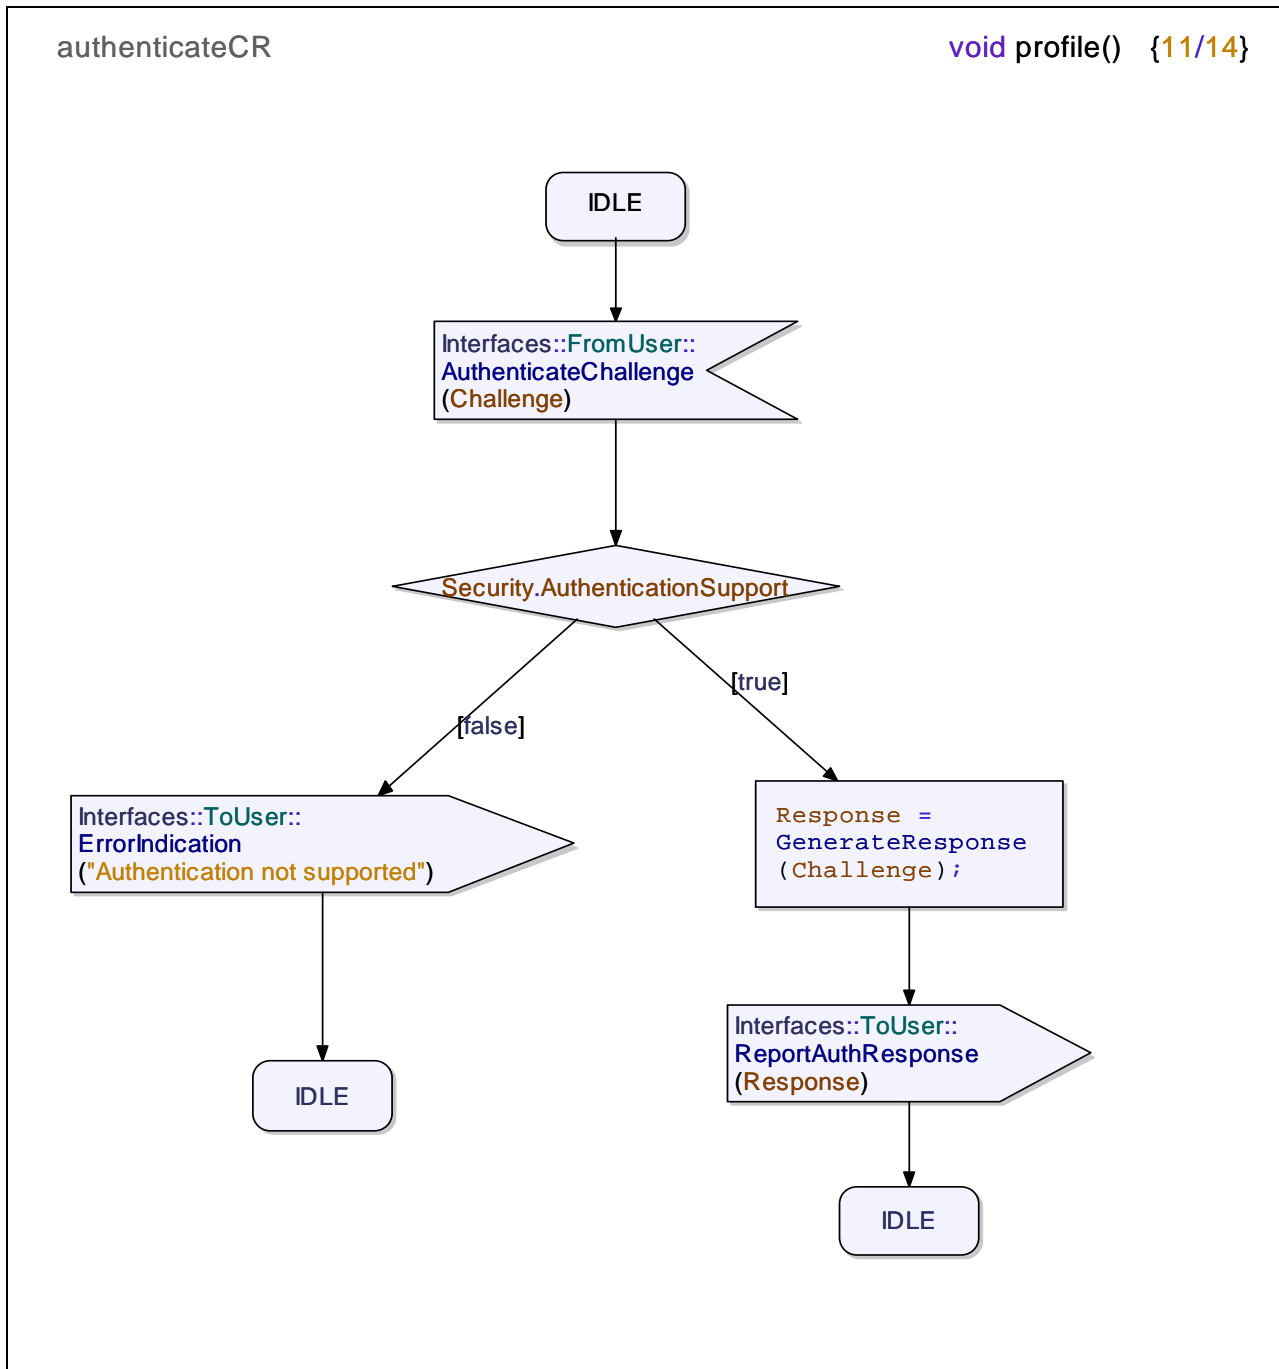 authenticateCR
void profile() {11/14}
IDLE
Interfaces::FromUser::
AuthenticateChallenge
(Challenge)
Security.AuthenticationSupport
[true]
[false]
Interfaces::ToUser::
ErrorIndication
("Authentication not supported")
Response =
GenerateResponse
(Challenge);
Interfaces::ToUser::
ReportAuthResponse
(Response)
IDLE
IDLE